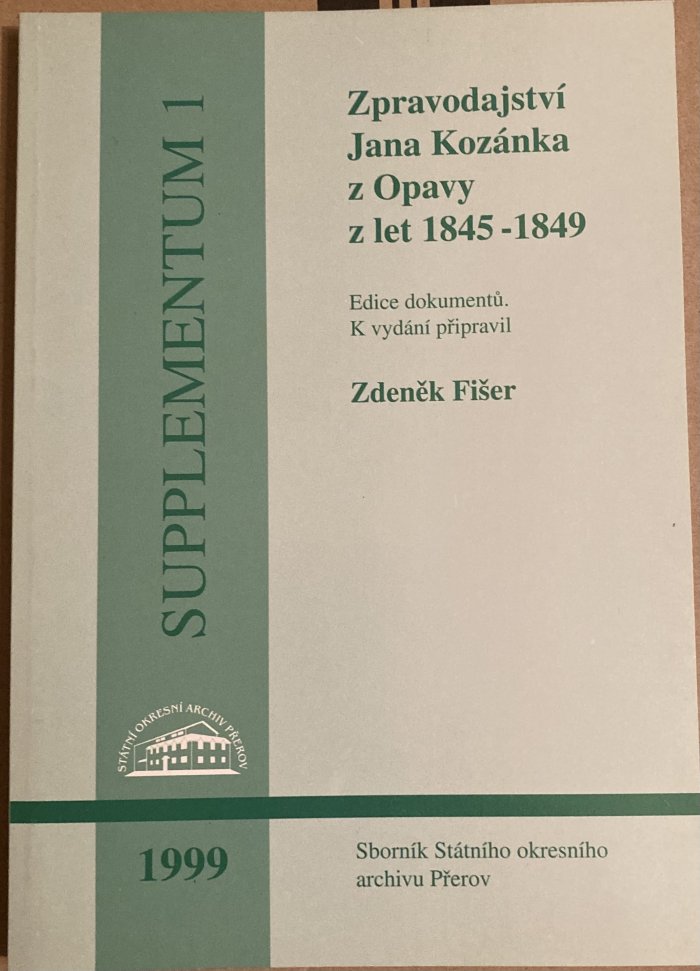 SUPPLEMENTUM 1
Zpravodajství
Jana Kozánka
z Opavy
z let 1845 - 1849
Edice dokumentů.
K vydání připravil
Zdeněk Fišer
STÁTNÍ OKRESNÍ ARCHIV PŘEROV
1999
Sborník Státního okresního
archivu Přerov